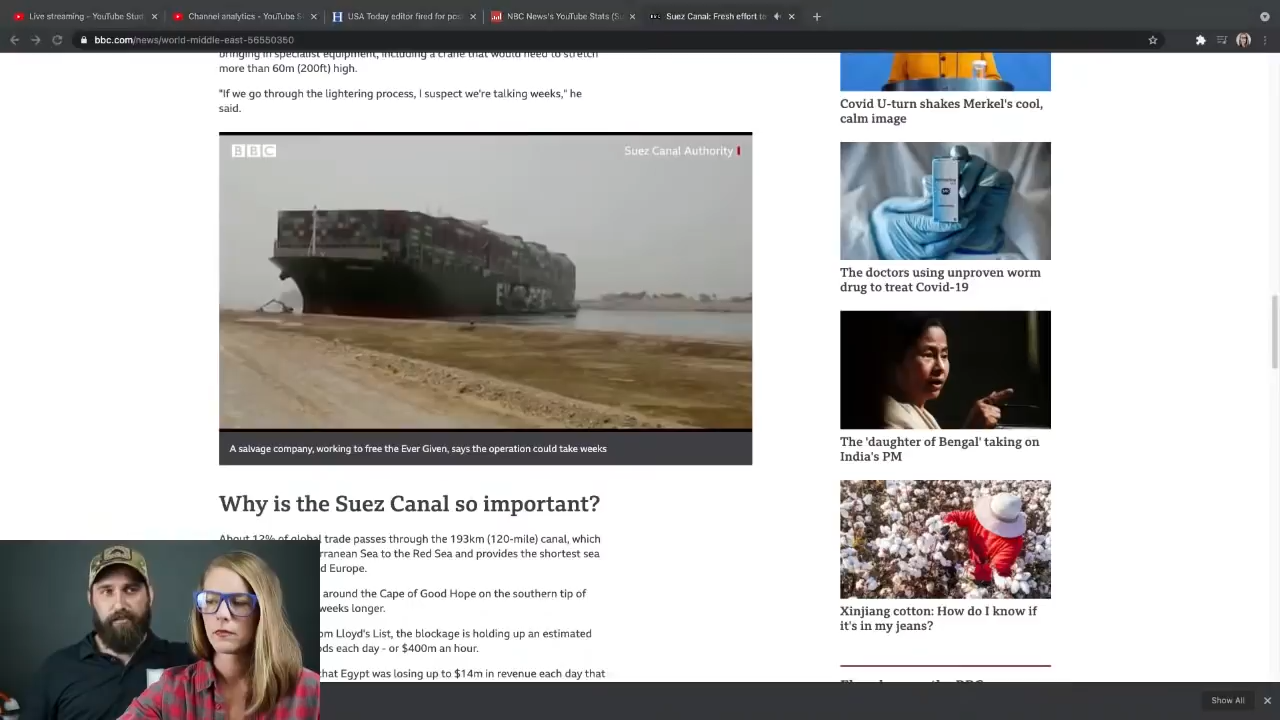 Live streaming - YouTube Stud
Channel analytics - YouTube S
USA Today editor fired for pos
NBC News's YouTube Stats (Su
Suez Canal: Fresh effort to
bbc.com/news/world-middle-east-56550350
bringing in specialist equipment, including a crane that would need to stretch
more than 60m (200ft) high.
"If we go through the lightering process, I suspect we're talking weeks," he
said.
BBC
Suez Canal Authority
A salvage company, working to free the Ever Given, says the operation could take weeks
Why is the Suez Canal so important?
About 12% of global trade passes through the 193km (120-mile) canal, which
rranean Sea to the Red Sea and provides the shortest sea
d Europe.
around the Cape of Good Hope on the southern tip of
weeks longer.
om Lloyd's List, the blockage is holding up an estimated
ds each day - or $400m an hour.
hat Egypt was losing up to $14m in revenue each day that
Covid U-turn shakes Merkel's cool,
calm image
The doctors using unproven worm
drug to treat Covid-19
The 'daughter of Bengal' taking on
India's PM
Xinjiang cotton: How do I know if
it's in my jeans?
Show All